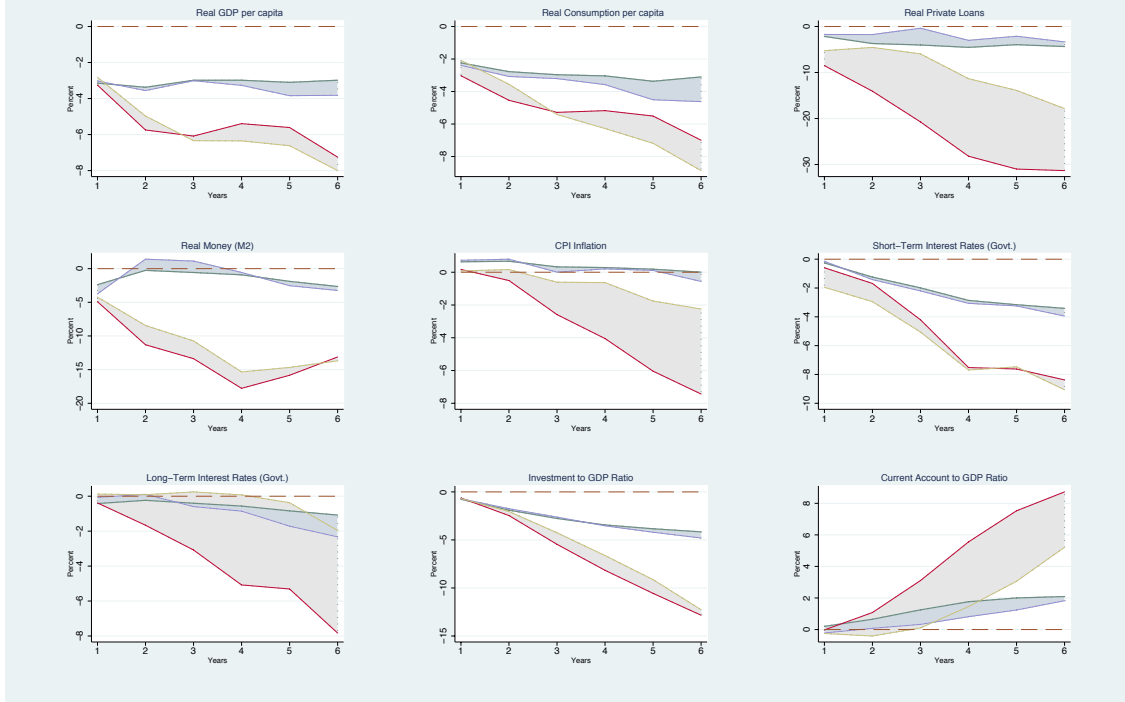 Real GDP per capita
Percent
0
−2
−4
−6
−8
1 2 3 4 5 6
Years
Real Consumption per capita
Percent
0
−2
−4
−6
−8
1 2 3 4 5 6
Years
Real Private Loans
Percent
0
−10
−20
−30
1 2 3 4 5 6
Years
Real Money (M2)
Percent
0
−5
−10
−15
−20
1 2 3 4 5 6
Years
CPI Inflation
Percent
0
−2
−4
−6
−8
1 2 3 4 5 6
Years
Short−Term Interest Rates (Govt.)
Percent
0
−2
−4
−6
−8
−10
1 2 3 4 5 6
Years
Long−Term Interest Rates (Govt.)
Percent
0
−2
−4
−6
−8
1 2 3 4 5 6
Years
Investment to GDP Ratio
Percent
0
−5
−10
−15
1 2 3 4 5 6
Years
Current Account to GDP Ratio
Percent
8
6
4
2
0
1 2 3 4 5 6
Years